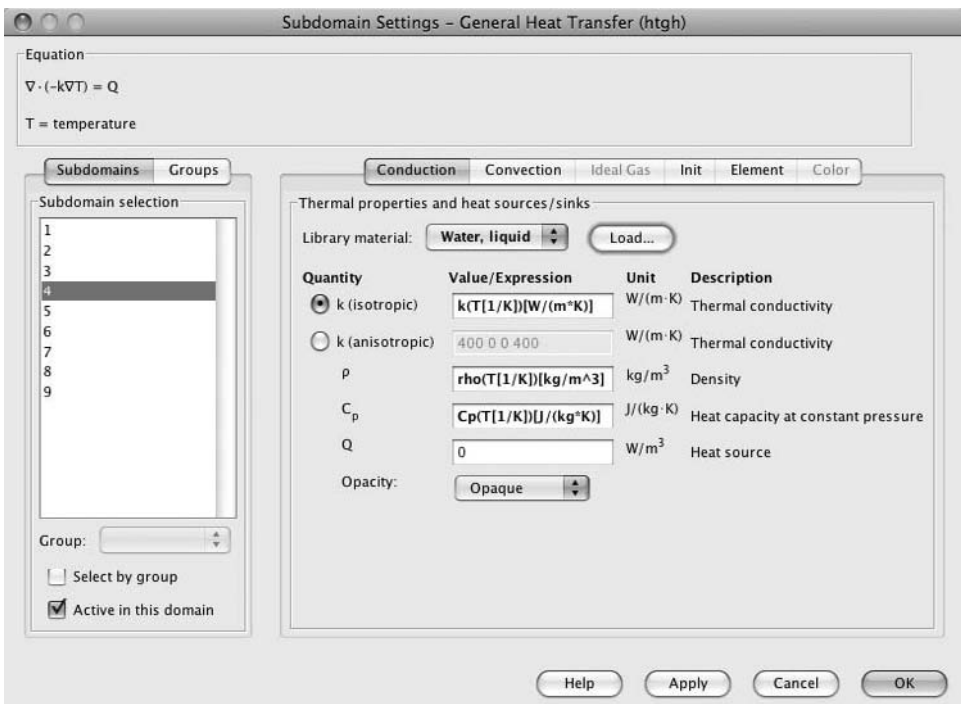 Subdomain Settings – General Heat Transfer (htgh)
Equation
∇·(-k∇T) = Q
T = temperature
Subdomains Groups
Subdomain selection
1
2
3
4
5
6
7
8
9
Group:
Select by group
Active in this domain
Conduction Convection Ideal Gas Init Element Color
Thermal properties and heat sources/sinks
Library material: Water, liquid Load...
Quantity Value/Expression Unit Description
k (isotropic) k(T[1/K])[W/(m*K)] W/(m·K) Thermal conductivity
k (anisotropic) 400 0 0 400 W/(m·K) Thermal conductivity
ρ rho(T[1/K])[kg/m^3] kg/m³ Density
Cₚ Cp(T[1/K])[J/(kg*K)] J/(kg·K) Heat capacity at constant pressure
Q 0 W/m³ Heat source
Opacity: Opaque
Help Apply Cancel OK